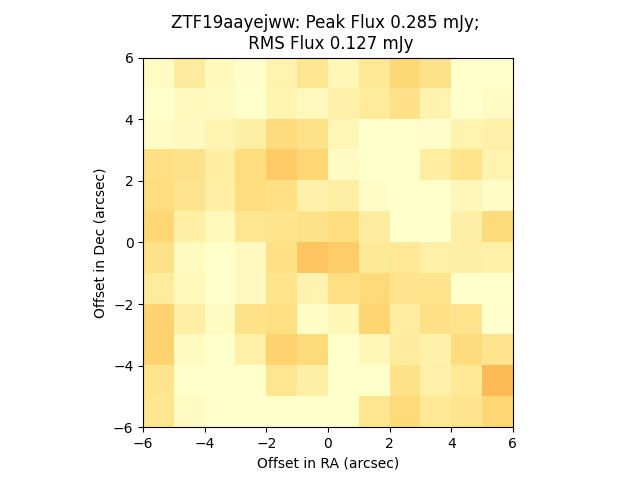 ZTF19aayejww: Peak Flux 0.285 mJy;
RMS Flux 0.127 mJy
6
4
2
0
−2
−4
−6
Offset in Dec (arcsec)
−6 −4 −2 0 2 4 6
Offset in RA (arcsec)